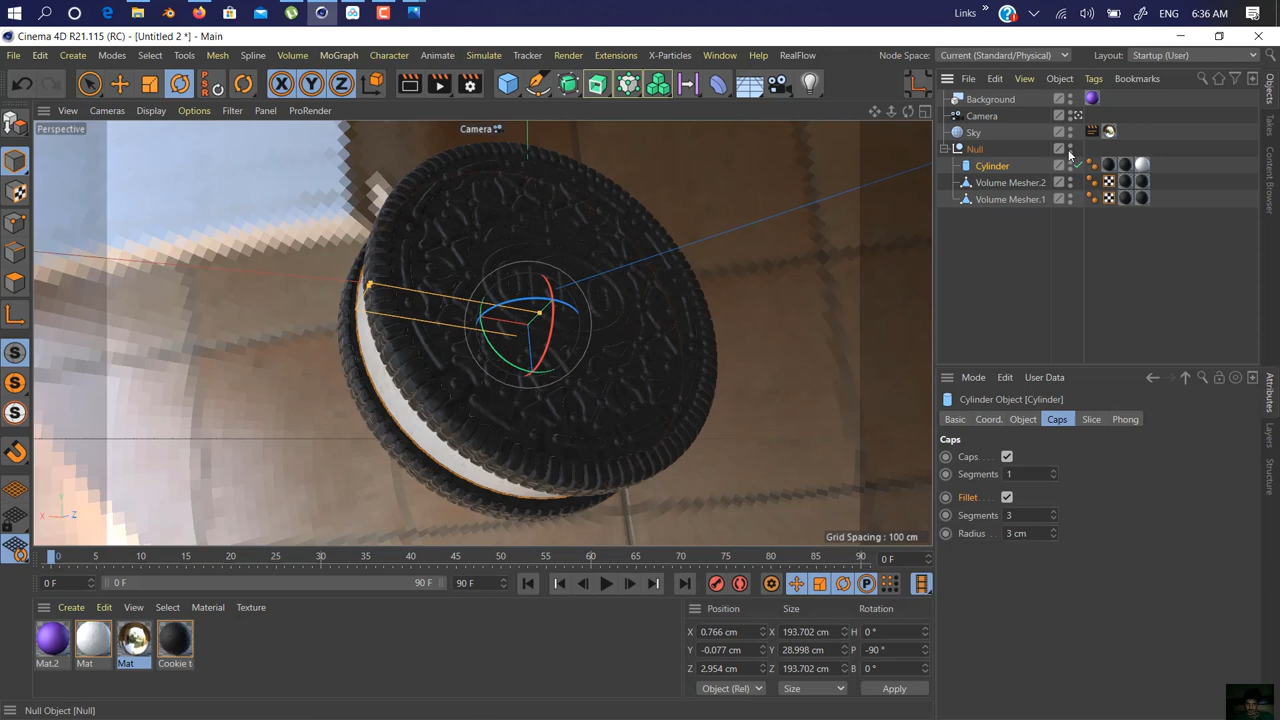 Links » ENG 6:36 AM
Cinema 4D R21.115 (RC) - [Untitled 2 *] - Main
File Edit Create Modes Select Tools Mesh Spline Volume MoGraph Character Animate Simulate Tracker Render Extensions X-Particles Window Help RealFlow Node Space: Current (Standard/Physical) Layout: Startup (User)
X Y Z
File Edit View Object Tags Bookmarks
View Cameras Display Options Filter Panel ProRender
Perspective
Camera
Background
Camera
Sky
Null
Cylinder
Volume Mesher.2
Volume Mesher.1
Objects
Content Browser
Mode Edit User Data
Cylinder Object [Cylinder]
Basic Coord. Object Caps Slice Phong
Caps
Caps. . . . .
Segments 1
Fillet. . . . .
Segments 3
Radius . . 3 cm
Attributes
Layers
Structure
Y
X Z
Grid Spacing : 100 cm
0 5 10 15 20 25 30 35 40 45 50 55 60 65 70 75 80 85 90 0 F
0 F 0 F 90 F 90 F
Create Edit View Select Material Texture
Mat.2 Mat Mat Cookie t
Position Size Rotation
X 0.766 cm X 193.702 cm H 0 °
Y -0.077 cm Y 28.998 cm P -90 °
Z 2.954 cm Z 193.702 cm B 0 °
Object (Rel) Size Apply
Null Object [Null]